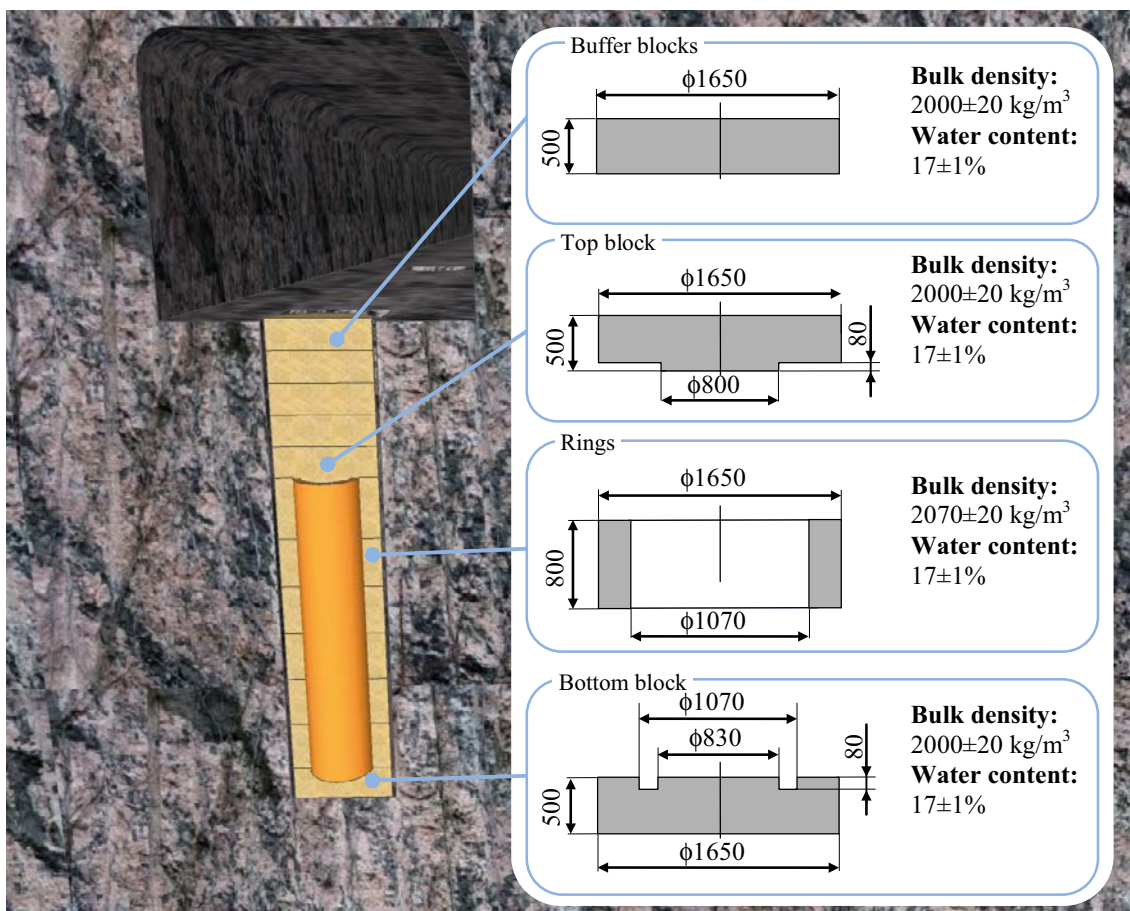 Buffer blocks
ϕ1650
500
Bulk density:
2000±20 kg/m³
Water content:
17±1%
Top block
ϕ1650
500
80
ϕ800
Bulk density:
2000±20 kg/m³
Water content:
17±1%
Rings
ϕ1650
800
ϕ1070
Bulk density:
2070±20 kg/m³
Water content:
17±1%
Bottom block
ϕ1070
ϕ830
80
500
ϕ1650
Bulk density:
2000±20 kg/m³
Water content:
17±1%